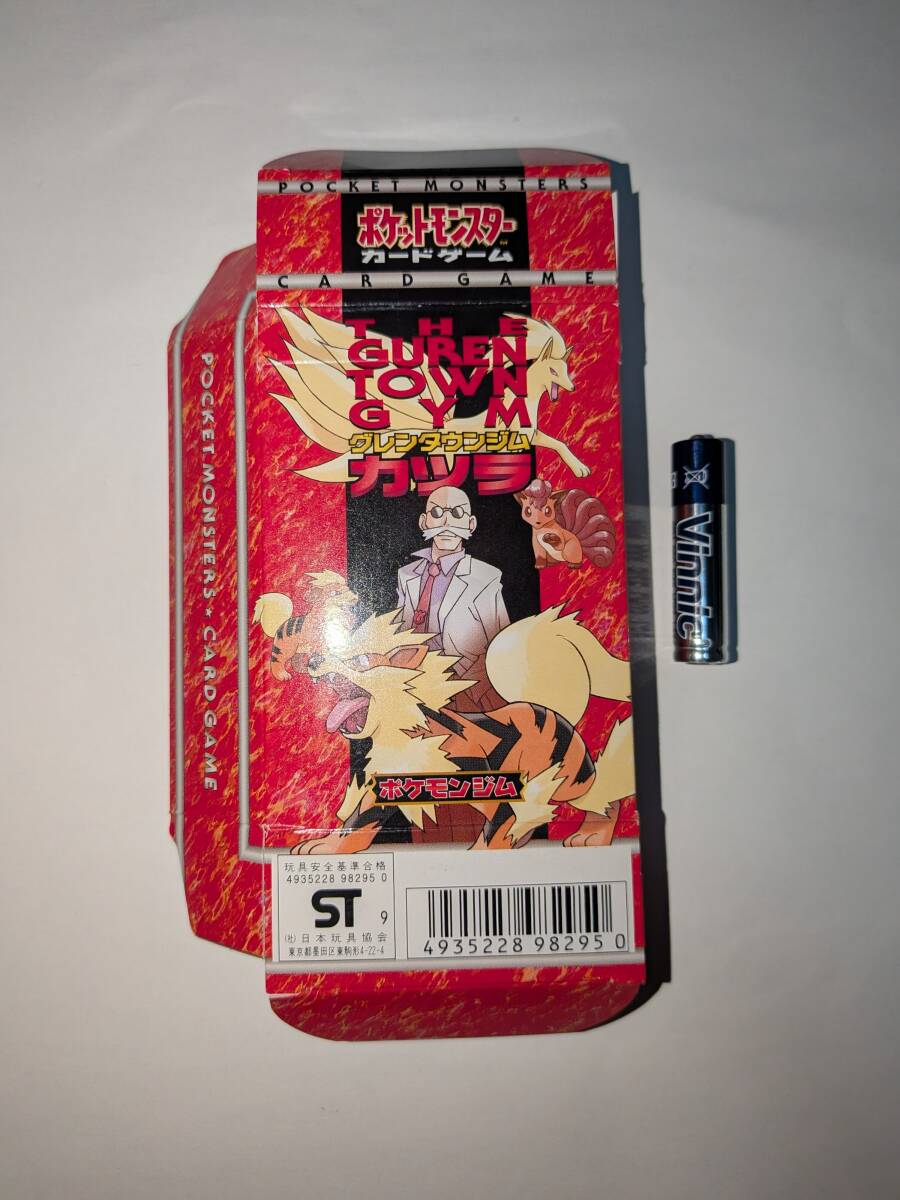 POCKET MONSTERS
ポケットモンスター
TM
カードゲーム
CARD GAME
THE
GUREN
TOWN
GYM
グレンタウンジム
カツラ
ポケモンジム
POCKET MONSTERS★CARD GAME
玩具安全基準合格
4935228 98295 0
ST 9
(社)日本玩具協会
東京都墨田区東駒形4-22-4
4935228 98295 0
Vinnic